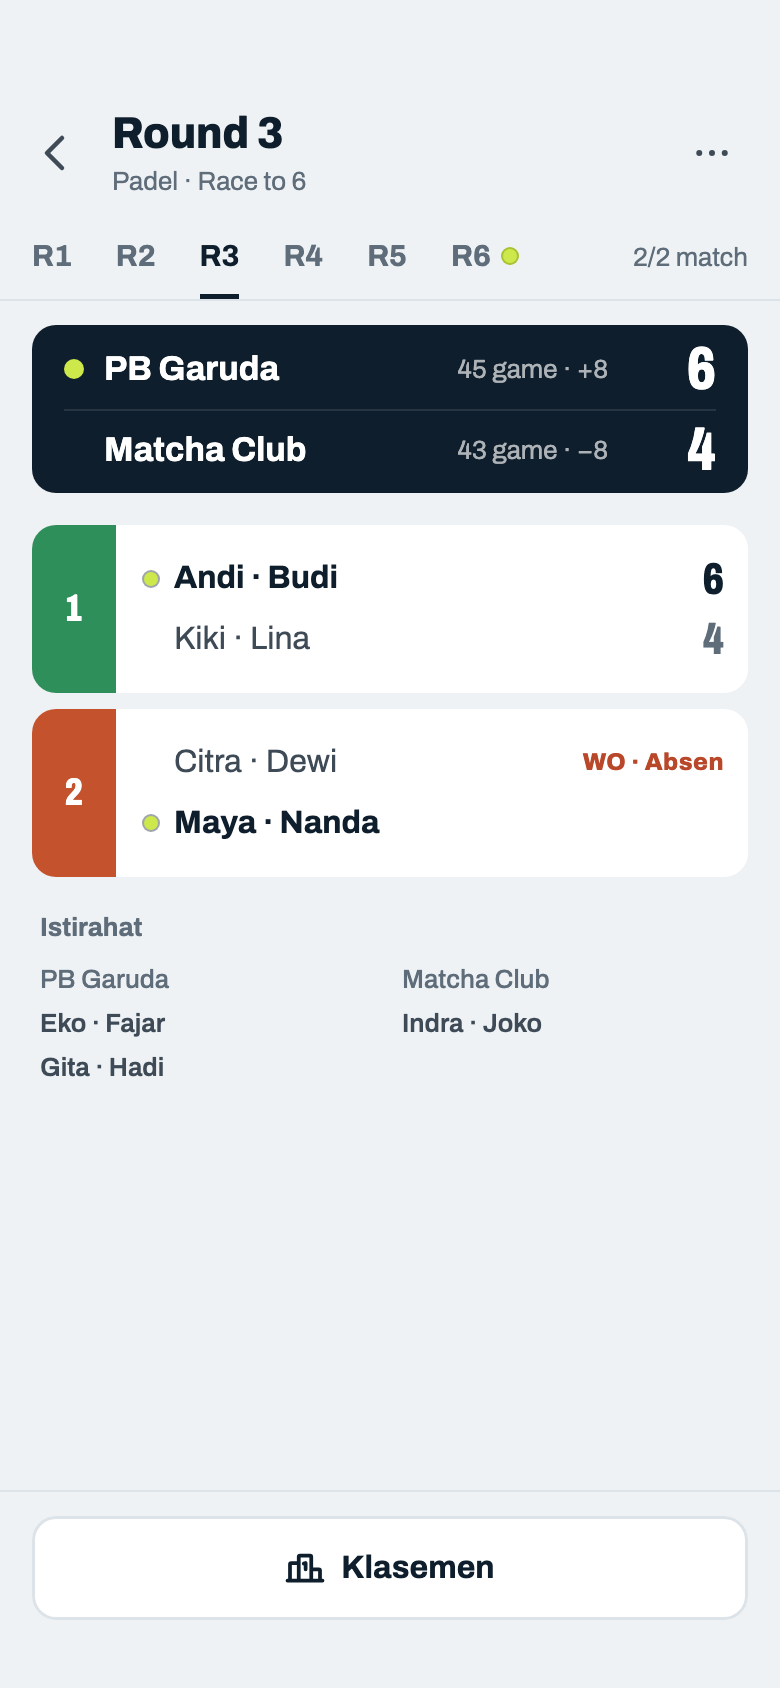 Round 3
Padel · Race to 6
R1 R2 R3 R4 R5 R6 2/2 match
PB Garuda 45 game · +8 6
Matcha Club 43 game · −8 4
1
Andi · Budi 6
Kiki · Lina 4
2
Citra · Dewi WO · Absen
Maya · Nanda
Istirahat
PB Garuda Matcha Club
Eko · Fajar Indra · Joko
Gita · Hadi
1 Klasemen